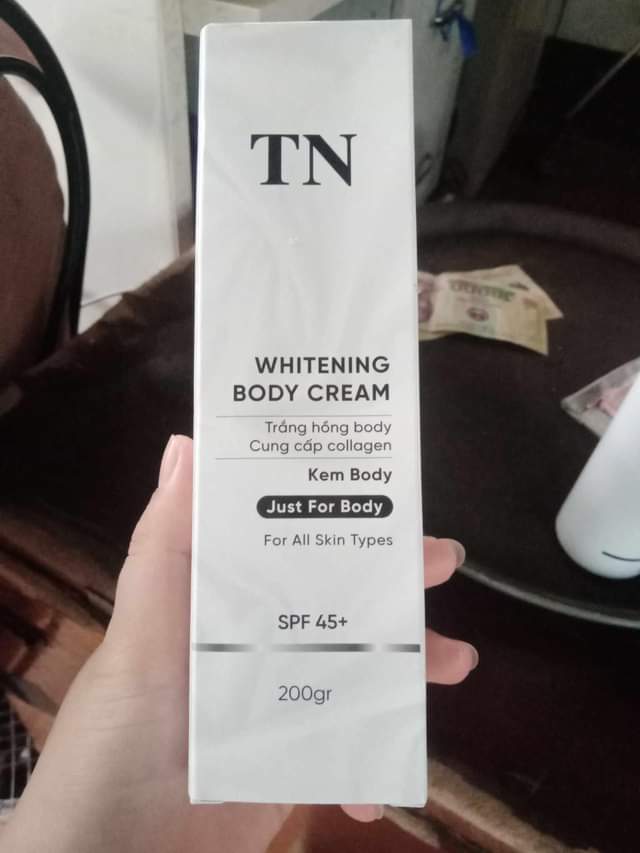 TN
WHITENING
BODY CREAM
Trắng hồng body
Cung cấp collagen
Kem Body
Just For Body
For All Skin Types
SPF 45+
200gr